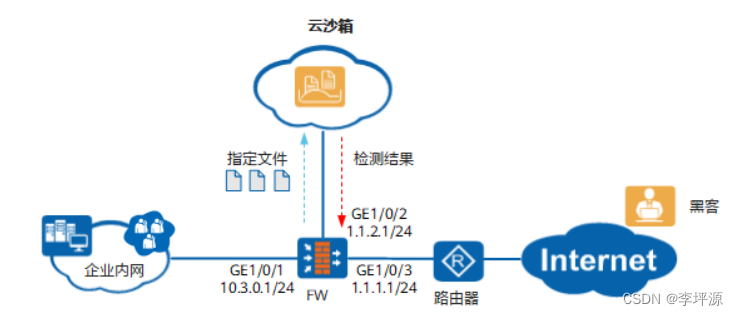 云沙箱
指定文件
检测结果
GE1/0/2
1.1.2.1/24
黑客
企业内网
GE1/0/1
10.3.0.1/24
FW
GE1/0/3
1.1.1.1/24
R
路由器
Internet
CSDN @李坪源